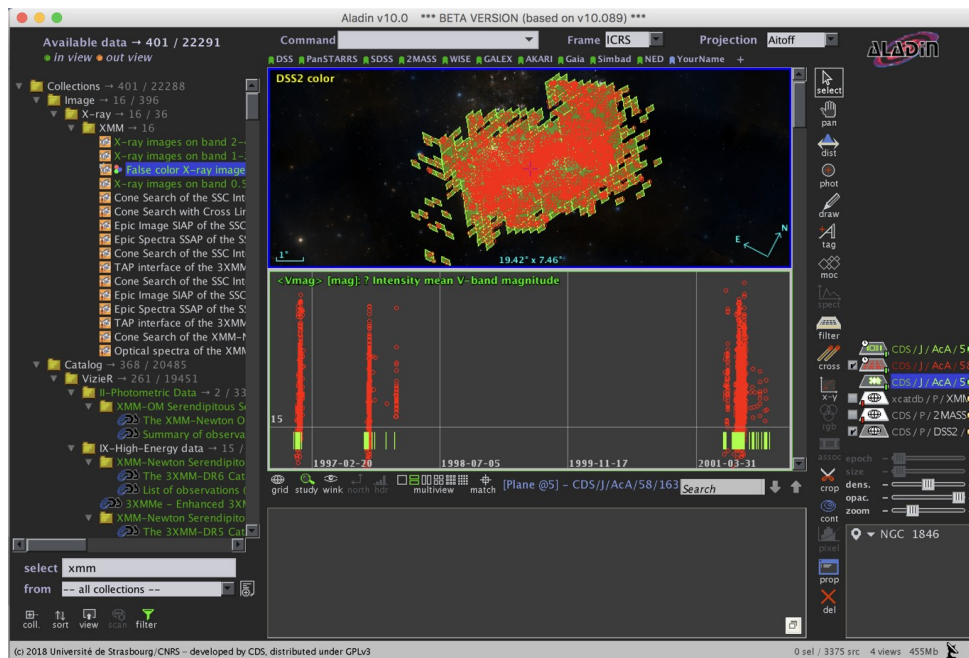 Aladin v10.0 *** BETA VERSION (based on v10.089) ***
Available data → 401 / 22291
in view out view
Command
Frame ICRS
Projection Aitoff
ALADIN
DSS PanSTARRS SDSS 2MASS WISE GALEX AKARI Gaia Simbad NED YourName +
Collections → 401 / 22288
Image → 16 / 396
X-ray → 16 / 36
XMM → 16
X-ray images on band 2-
X-ray images on band 1-
False color X-ray image
X-ray images on band 0.5
Cone Search of the SSC Int
Cone Search with Cross Lir
Epic Image SIAP of the SSC
Epic Spectra SSAP of the S
Cone Search of the SSC Int
TAP interface of the 3XMM
Cone Search of the SSC Int
Epic Image SIAP of the SSC
Epic Spectra SSAP of the S
TAP interface of the 3XMM
Cone Search of the XMM-N
Optical spectra of the XMM
Catalog → 368 / 20485
VizieR → 261 / 19451
II-Photometric Data → 2 / 33
XMM-OM Serendipitous S
The XMM-Newton O
Summary of observa
IX-High-Energy data → 15 /
XMM-Newton Serendipito
The 3XMM-DR6 Cat
List of observations (
3XMMe - Enhanced 3XM
XMM-Newton Serendipito
The 3XMM-DR5 Cat
select xmm
from -- all collections --
coll. sort view scan filter
DSS2 color
1°
19.42° x 7.46°
E
N
<Vmag> [mag]: ? Intensity mean V-band magnitude
15
1997-02-20 1998-07-05 1999-11-17 2001-03-31
grid study wink north hdr multiview match [Plane @5] - CDS/J/AcA/58/163 Search
select
pan
dist
phot
draw
tag
moc
spect
filter
cross
x-y
rgb
assoc
crop
cont
pixel
prop
del
CDS/J/AcA/5
CDS/J/AcA/58
CDS/J/AcA/5
xcatdb/P/XMM
CDS/P/2MASS
CDS/P/DSS2/
epoch
size
dens.
opac.
zoom
NGC 1846
(c) 2018 Université de Strasbourg/CNRS - developed by CDS, distributed under GPLv3
0 sel / 3375 src 4 views 455Mb